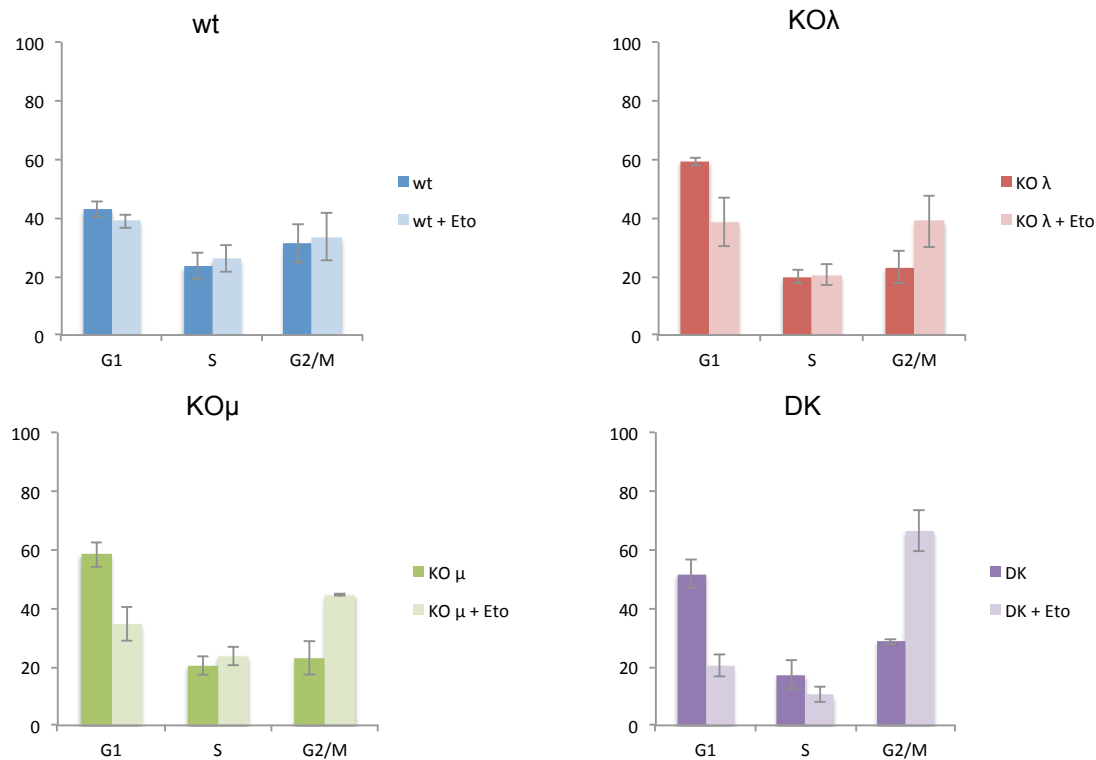 wt
100
80
60
40
20
0
G1 S G2/M
wt
wt + Eto
KOλ
100
80
60
40
20
0
G1 S G2/M
KO λ
KO λ + Eto
KOμ
100
80
60
40
20
0
G1 S G2/M
KO μ
KO μ + Eto
DK
100
80
60
40
20
0
G1 S G2/M
DK
DK + Eto